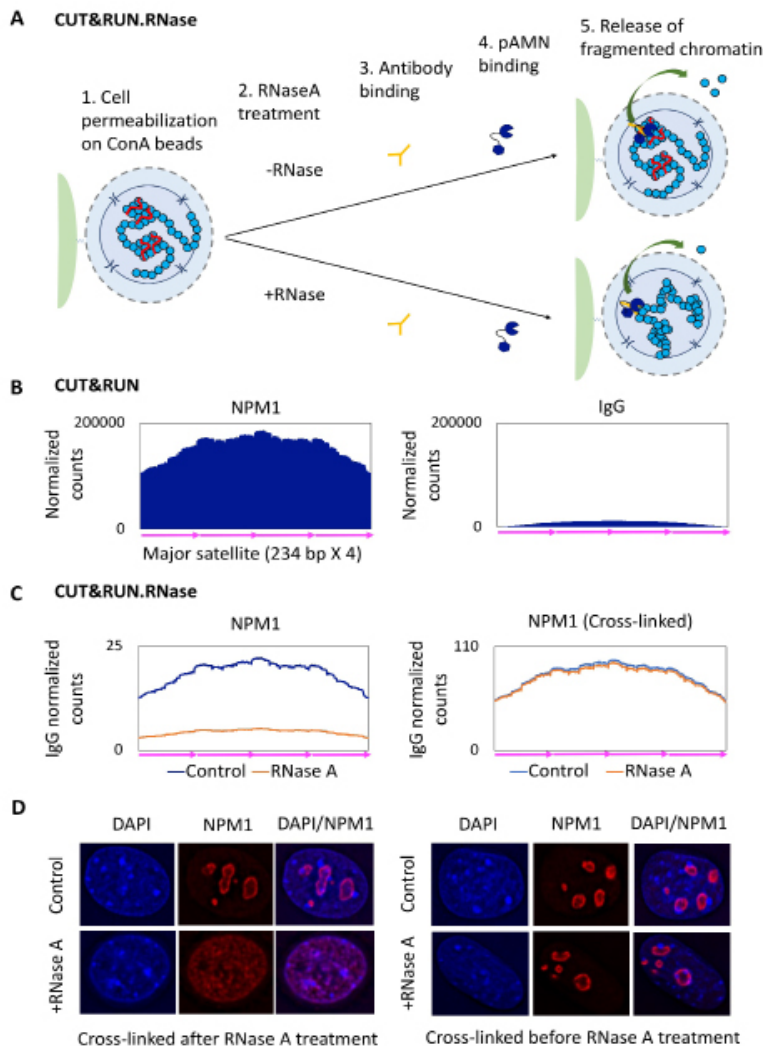 A CUT&RUN.RNase
1. Cell
permeabilization
on ConA beads
2. RNaseA
treatment
3. Antibody
binding
4. pAMN
binding
5. Release of
fragmented chromatin
-RNase
+RNase
B CUT&RUN
NPM1
200000
Normalized
counts
0
Major satellite (234 bp X 4)
IgG
200000
Normalized
counts
0
C CUT&RUN.RNase
NPM1
25
IgG normalized
counts
0
Control RNase A
NPM1 (Cross-linked)
110
IgG normalized
counts
0
Control RNase A
D
DAPI NPM1 DAPI/NPM1
Control
+RNase A
Cross-linked after RNase A treatment
DAPI NPM1 DAPI/NPM1
Control
+RNase A
Cross-linked before RNase A treatment